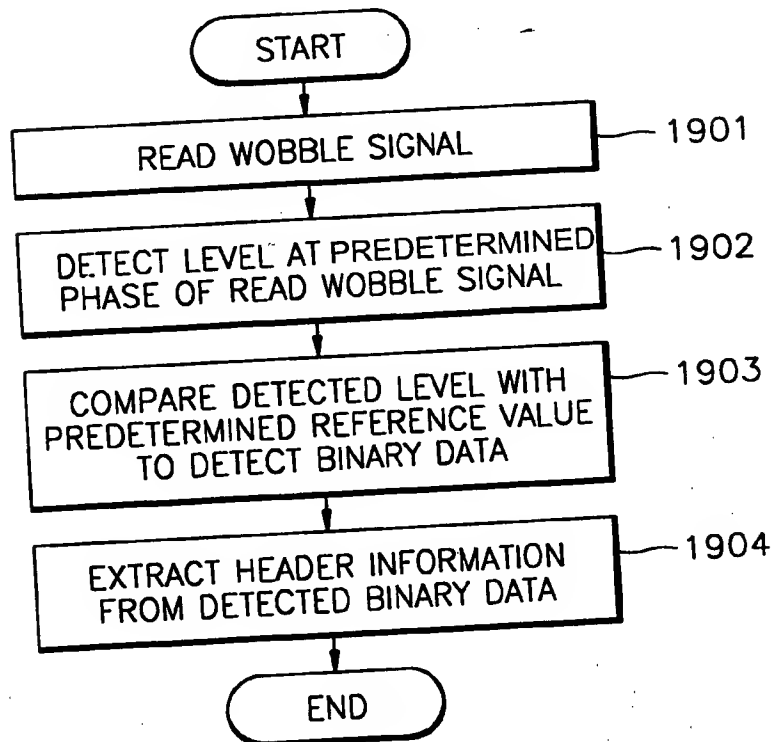 START
READ WOBBLE SIGNAL
1901
DETECT LEVEL AT PREDETERMINED
PHASE OF READ WOBBLE SIGNAL
1902
COMPARE DETECTED LEVEL WITH
PREDETERMINED REFERENCE VALUE
TO DETECT BINARY DATA
1903
EXTRACT HEADER INFORMATION
FROM DETECTED BINARY DATA
1904
END